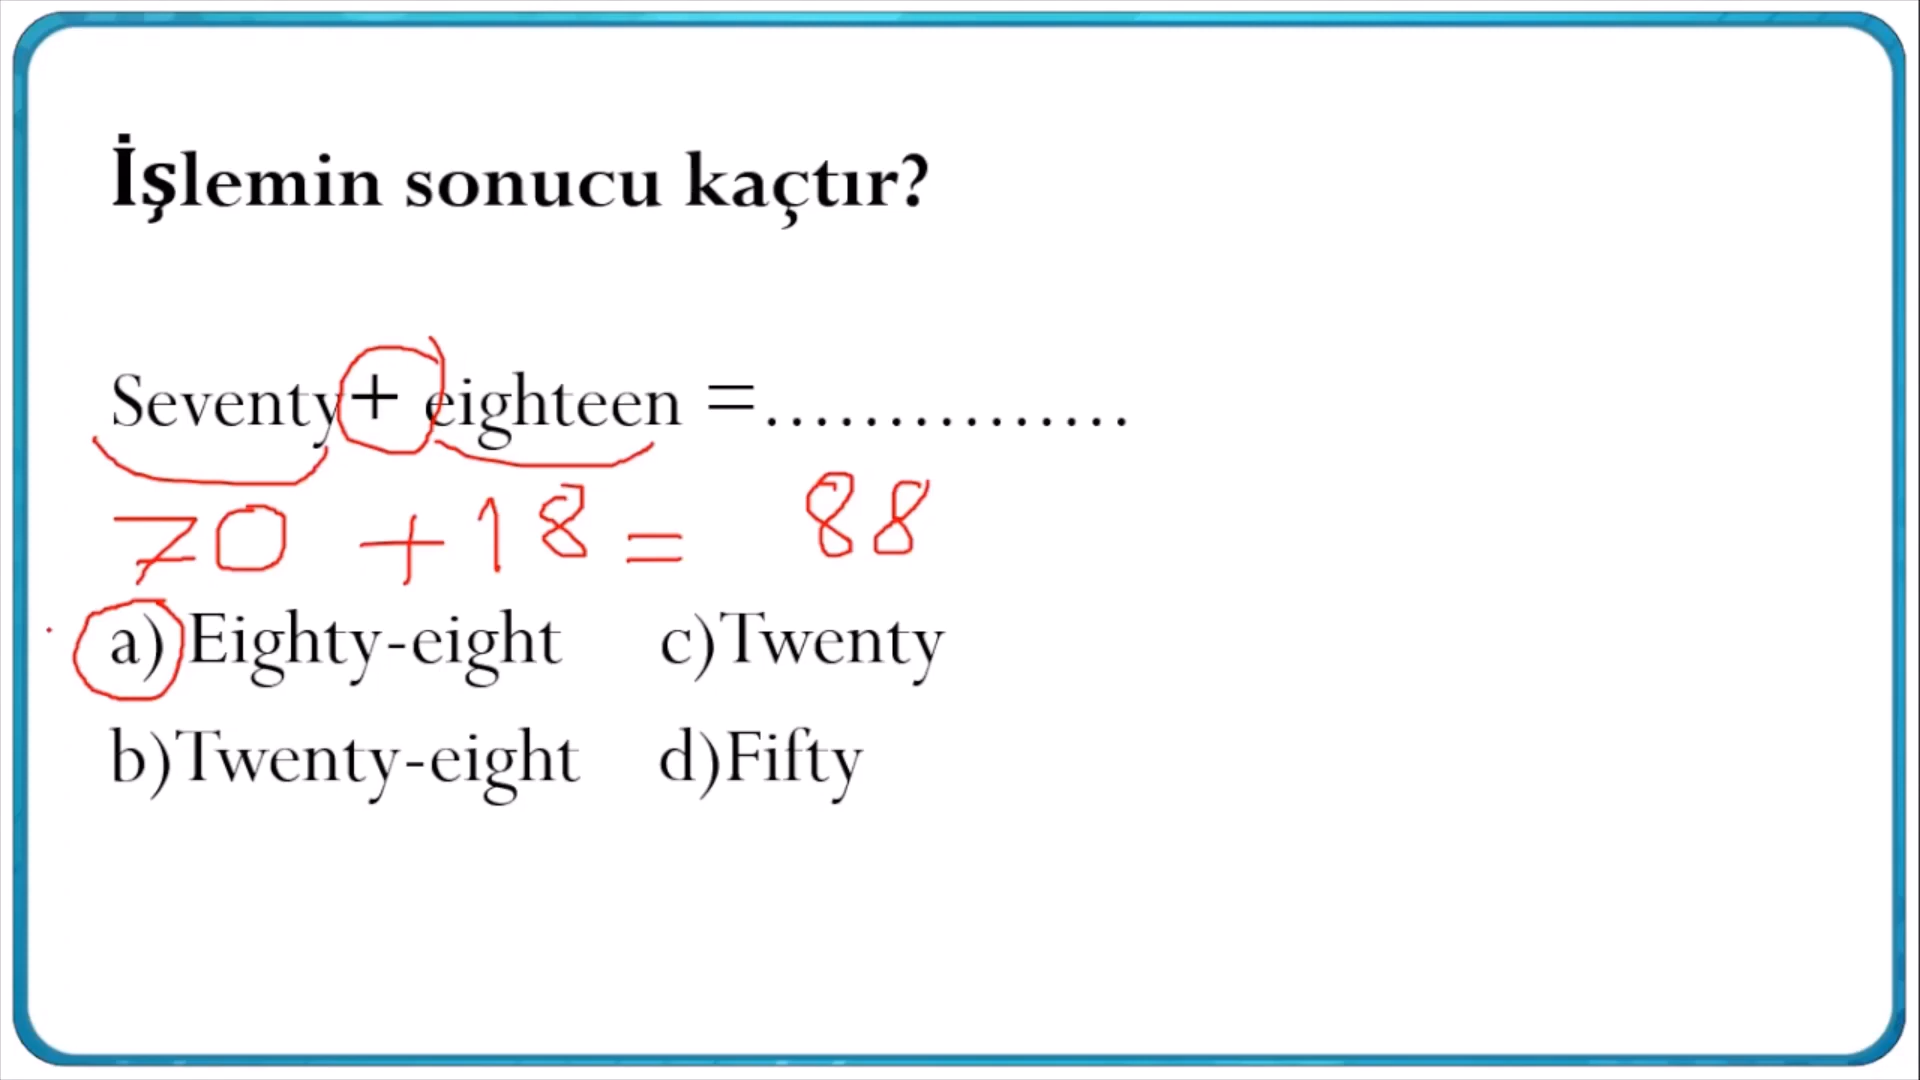 İşlemin sonucu kaçtır?
Seventy+ eighteen =...............
70 + 18 = 88
a) Eighty-eight c)Twenty
b)Twenty-eight d)Fifty